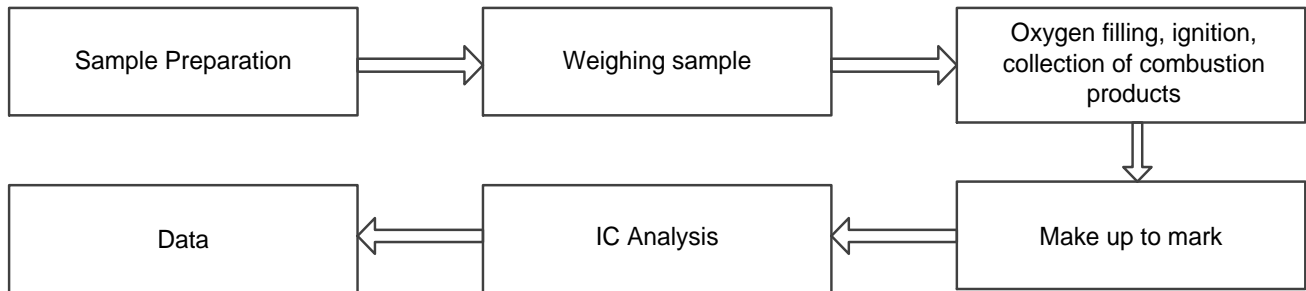 Sample Preparation
Weighing sample
Oxygen filling, ignition,
collection of combustion
products
Make up to mark
IC Analysis
Data